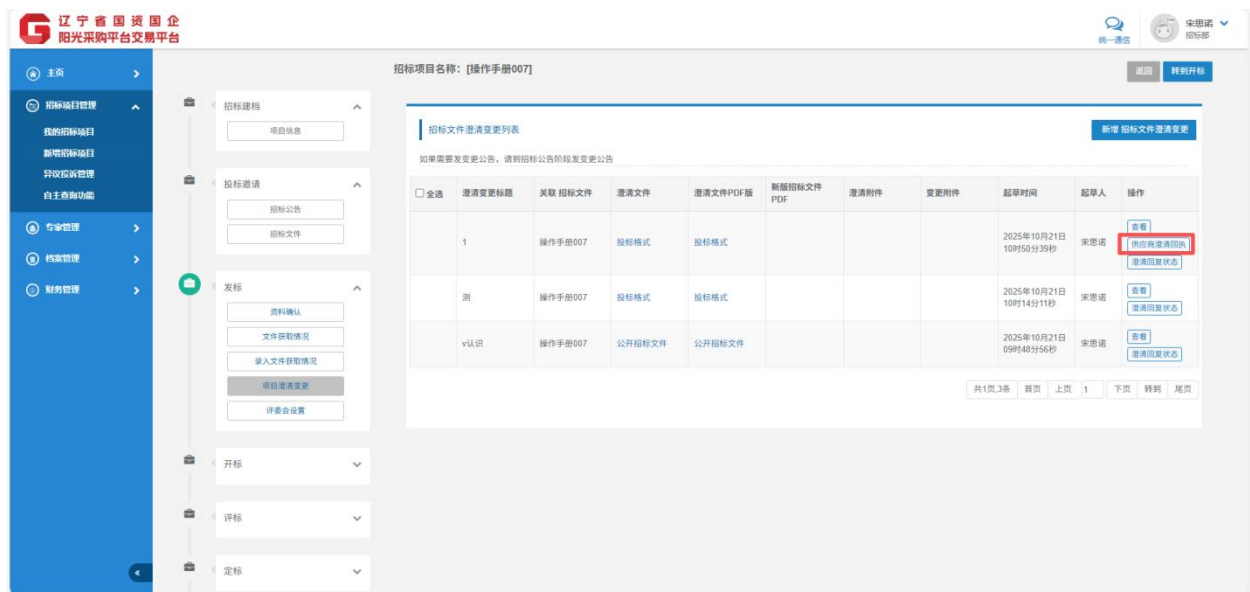 辽宁省国资国企
阳光采购平台交易平台
统一通信
宋思诺
招标部
主页
招标项目管理
我的招标项目
新增招标项目
异议投诉管理
自主查询功能
专家管理
档案管理
财务管理
招标项目名称：[操作手册007]
返回
转到开标
招标建档
项目信息
投标邀请
招标公告
招标文件
发标
资料确认
文件获取情况
录入文件获取情况
项目澄清变更
评委会设置
开标
评标
定标
招标文件澄清变更列表
新增 招标文件澄清变更
如果需要发变更公告，请到招标公告阶段发变更公告
全选 澄清变更标题 关联 招标文件 澄清文件 澄清文件PDF版 新版招标文件PDF 澄清附件 变更附件 起草时间 起草人 操作
1 操作手册007 投标格式 投标格式 2025年10月21日10时50分39秒 宋思诺 查看 供应商澄清回执 澄清回复状态
测 操作手册007 投标格式 投标格式 2025年10月21日10时14分11秒 宋思诺 查看 澄清回复状态
v认识 操作手册007 公开招标文件 公开招标文件 2025年10月21日09时48分56秒 宋思诺 查看 澄清回复状态
共1页,3条 首页 上页 1 下页 转到 尾页